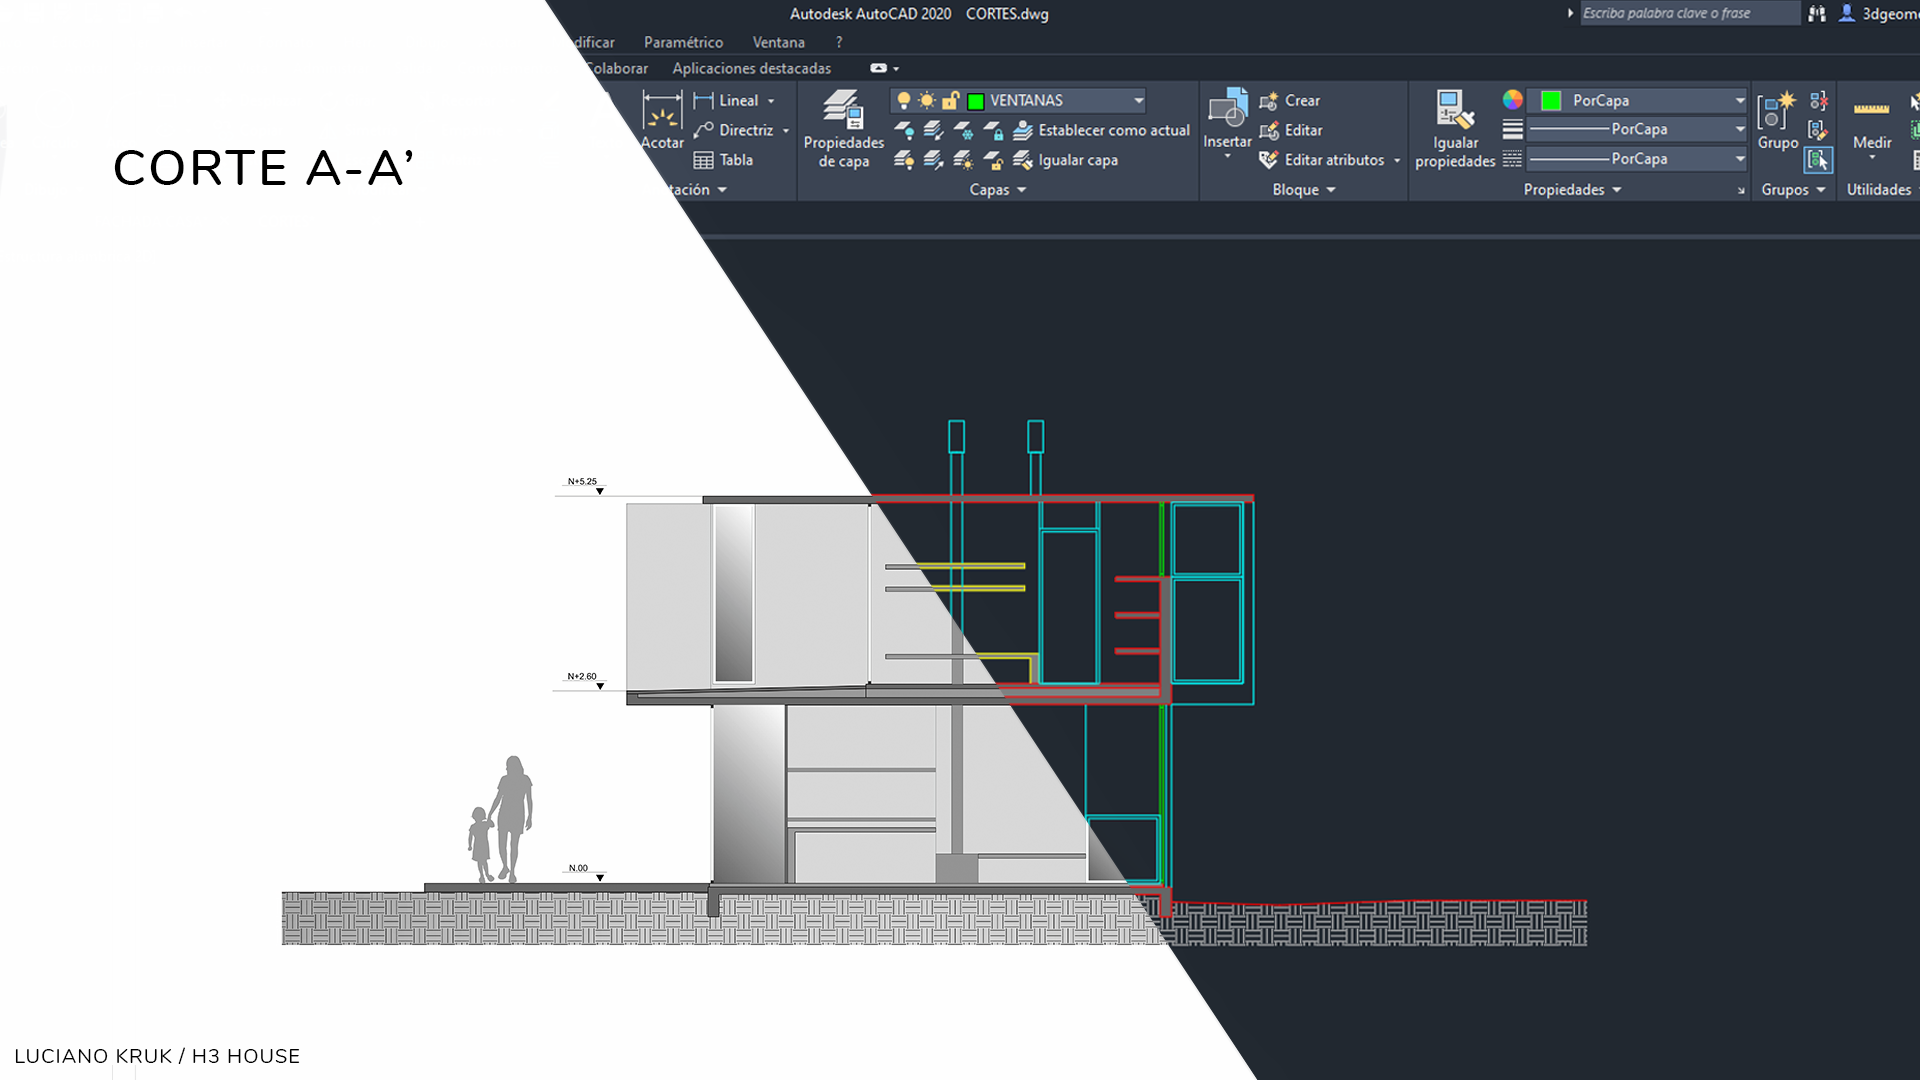 Autodesk AutoCAD 2020 CORTES.dwg
Escriba palabra clave o frase
3dgeome
dificar Paramétrico Ventana ?
Colaborar Aplicaciones destacadas
Acotar
Lineal
Directriz
Tabla
tación
Propiedades
de capa
VENTANAS
Establecer como actual
Igualar capa
Capas
Insertar
Crear
Editar
Editar atributos
Bloque
Igualar
propiedades
PorCapa
PorCapa
PorCapa
Propiedades
Grupo
Grupos
Medir
Utilidades
CORTE A-A’
N+5.25
N+2.60
N.00
LUCIANO KRUK / H3 HOUSE